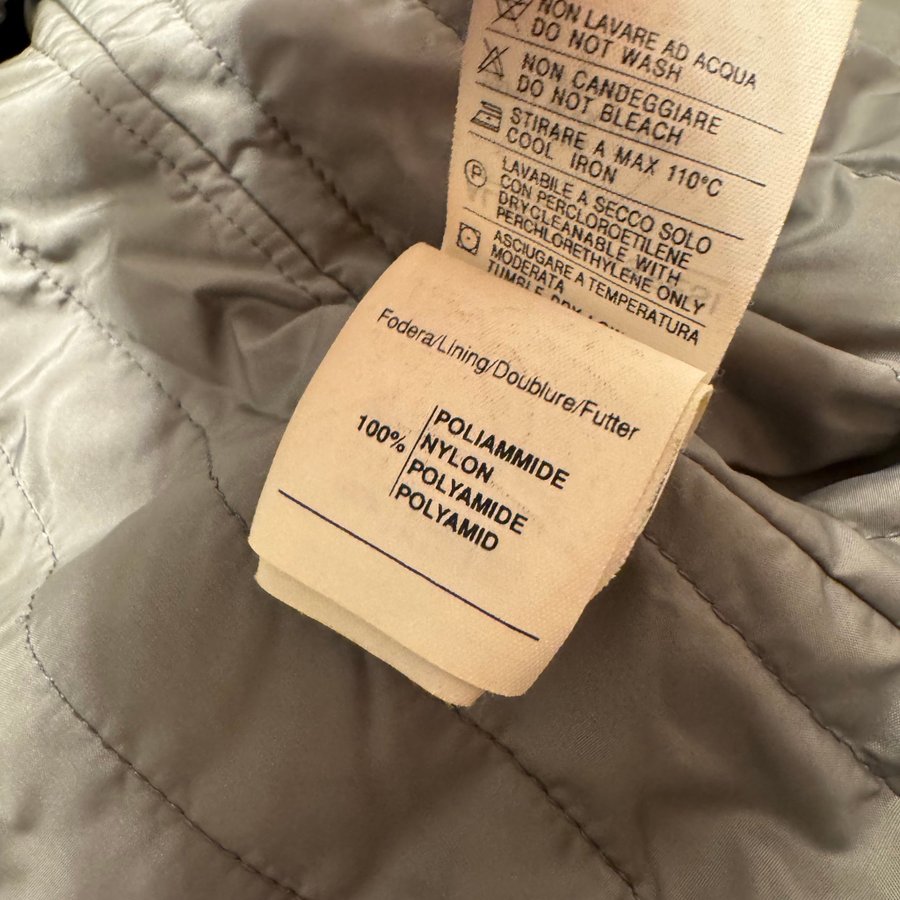 NON LAVARE AD ACQUA
DO NOT WASH
NON CANDEGGIARE
DO NOT BLEACH
STIRARE A MAX 110°C
COOL IRON
P
LAVABILE A SECCO SOLO
CON PERCLOROETILENE
DRYCLEANABLE WITH
PERCHLORETHYLENE ONLY
ASCIUGARE A TEMPERATURA
MODERATA
TUMBLE DRY
Fodera/Lining/Doublure/Futter
100%
POLIAMMIDE
NYLON
POLYAMIDE
POLYAMID